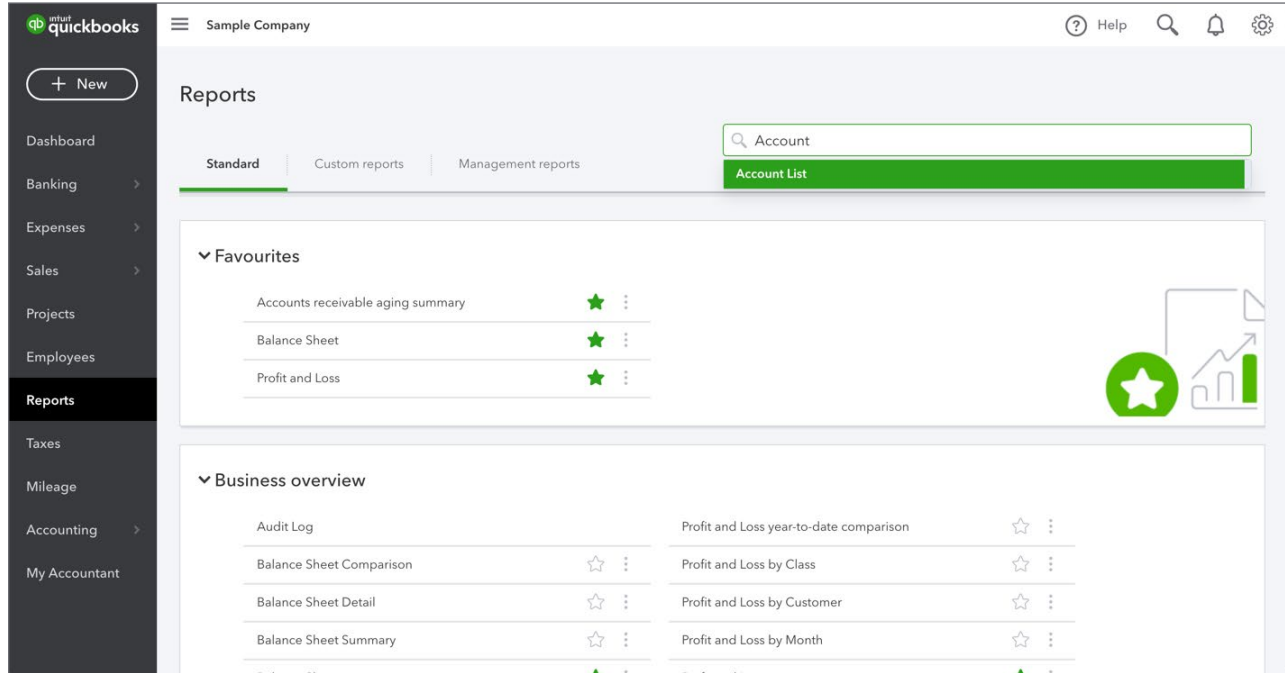 intuit
qb quickbooks
Sample Company
Help
+ New
Dashboard
Banking
Expenses
Sales
Projects
Employees
Reports
Taxes
Mileage
Accounting
My Accountant
Reports
Standard
Custom reports
Management reports
Account
Account List
Favourites
Accounts receivable aging summary
Balance Sheet
Profit and Loss
Business overview
Audit Log
Balance Sheet Comparison
Balance Sheet Detail
Balance Sheet Summary
Profit and Loss year-to-date comparison
Profit and Loss by Class
Profit and Loss by Customer
Profit and Loss by Month